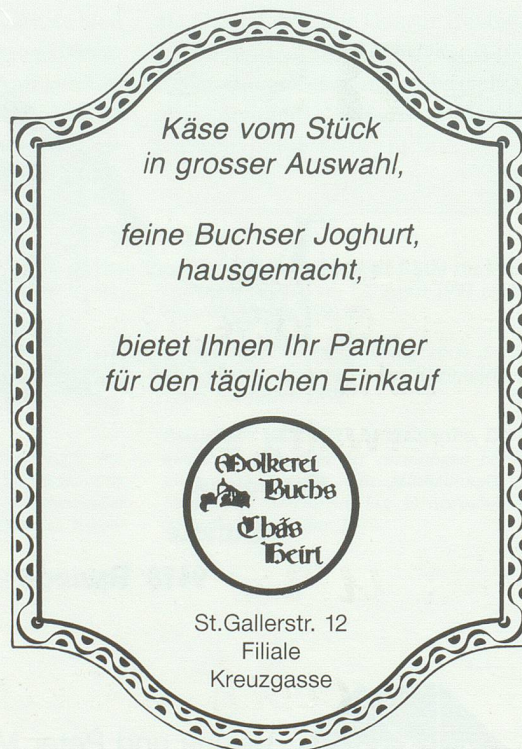 Käse vom Stück
in grosser Auswahl,
feine Buchser Joghurt,
hausgemacht,
bietet Ihnen Ihr Partner
für den täglichen Einkauf
Molkerei
Buchs
Chäs
Heiri
St.Gallerstr. 12
Filiale
Kreuzgasse